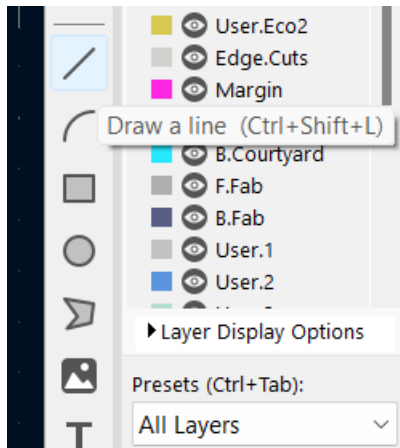 User.Eco2
Edge.Cuts
Margin
Draw a line (Ctrl+Shift+L)
B.Courtyard
F.Fab
B.Fab
User.1
User.2
Layer Display Options
Presets (Ctrl+Tab):
All Layers
T